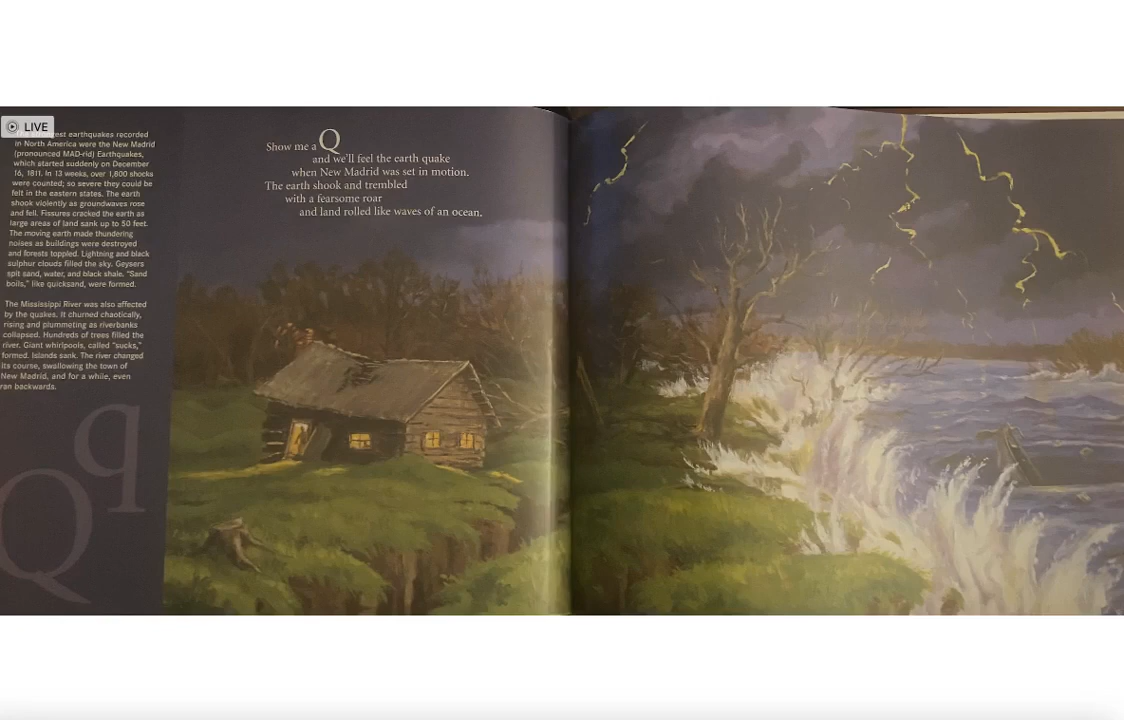 LIVE
est earthquakes recorded
in North America were the New Madrid
(pronounced MAD-rid) Earthquakes,
which started suddenly on December
16, 1811. In 13 weeks, over 1,800 shocks
were counted; so severe they could be
felt in the eastern states. The earth
shook violently as groundwaves rose
and fell. Fissures cracked the earth as
large areas of land sank up to 50 feet.
The moving earth made thundering
noises as buildings were destroyed
and forests toppled. Lightning and black
sulphur clouds filled the sky. Geysers
spit sand, water, and black shale. "Sand
boils," like quicksand, were formed.
The Mississippi River was also affected
by the quakes. It churned chaotically,
rising and plummeting as riverbanks
collapsed. Hundreds of trees filled the
river. Giant whirlpools, called "sucks,"
formed. Islands sank. The river changed
its course, swallowing the town of
New Madrid, and for a while, even
ran backwards.
Q q
Show me a Q
and we'll feel the earth quake
when New Madrid was set in motion.
The earth shook and trembled
with a fearsome roar
and land rolled like waves of an ocean.